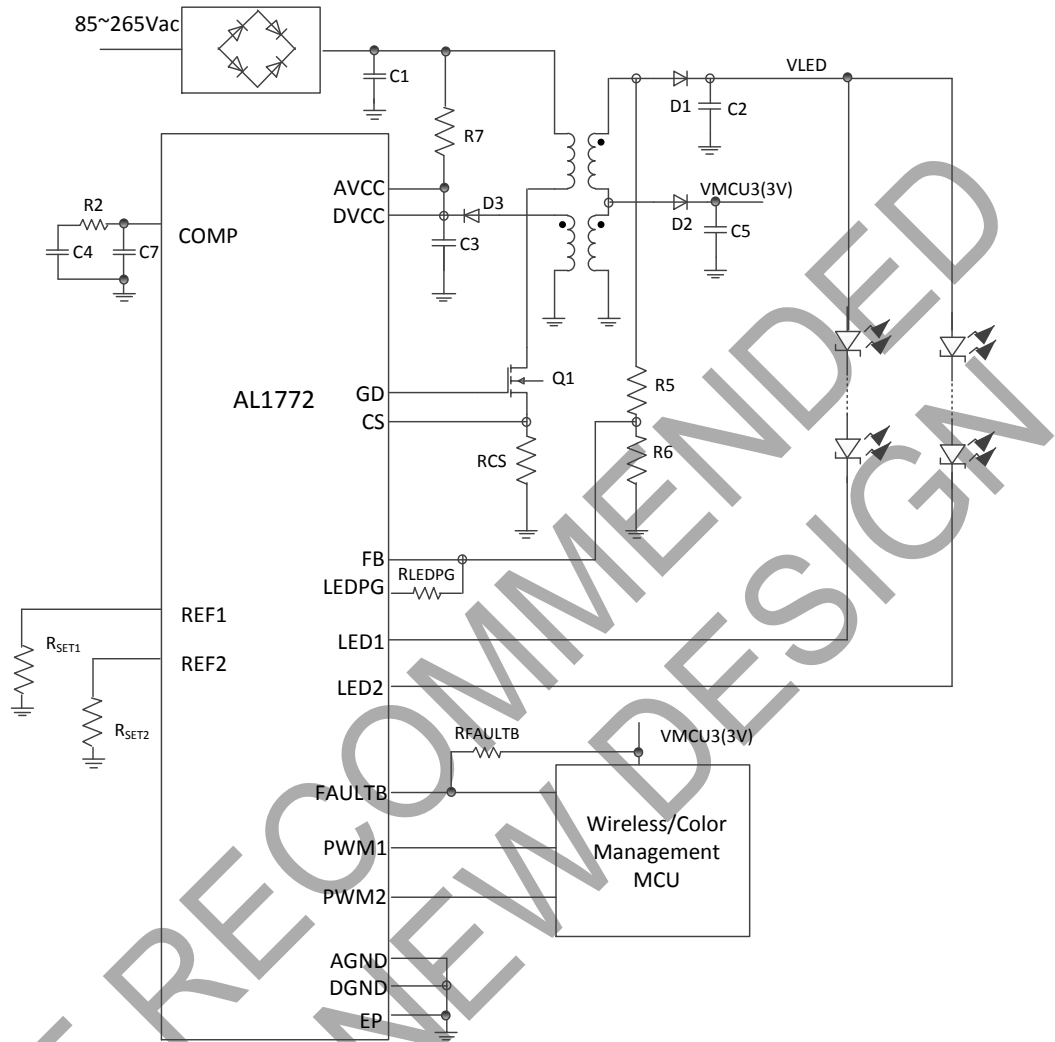 85~265Vac
C1
R7
D1
C2
VLED
AVCC
DVCC
D3
C3
D2
VMCU3(3V)
C5
R2
C4
C7
COMP
AL1772
GD
CS
Q1
RCS
R5
R6
FB
LEDPG
RLEDPG
REF1
RSET1
REF2
RSET2
LED1
LED2
RFAULTB
VMCU3(3V)
FAULTB
PWM1
PWM2
Wireless/Color
Management
MCU
AGND
DGND
EP
RECOMMENDED
NEW DESIGN